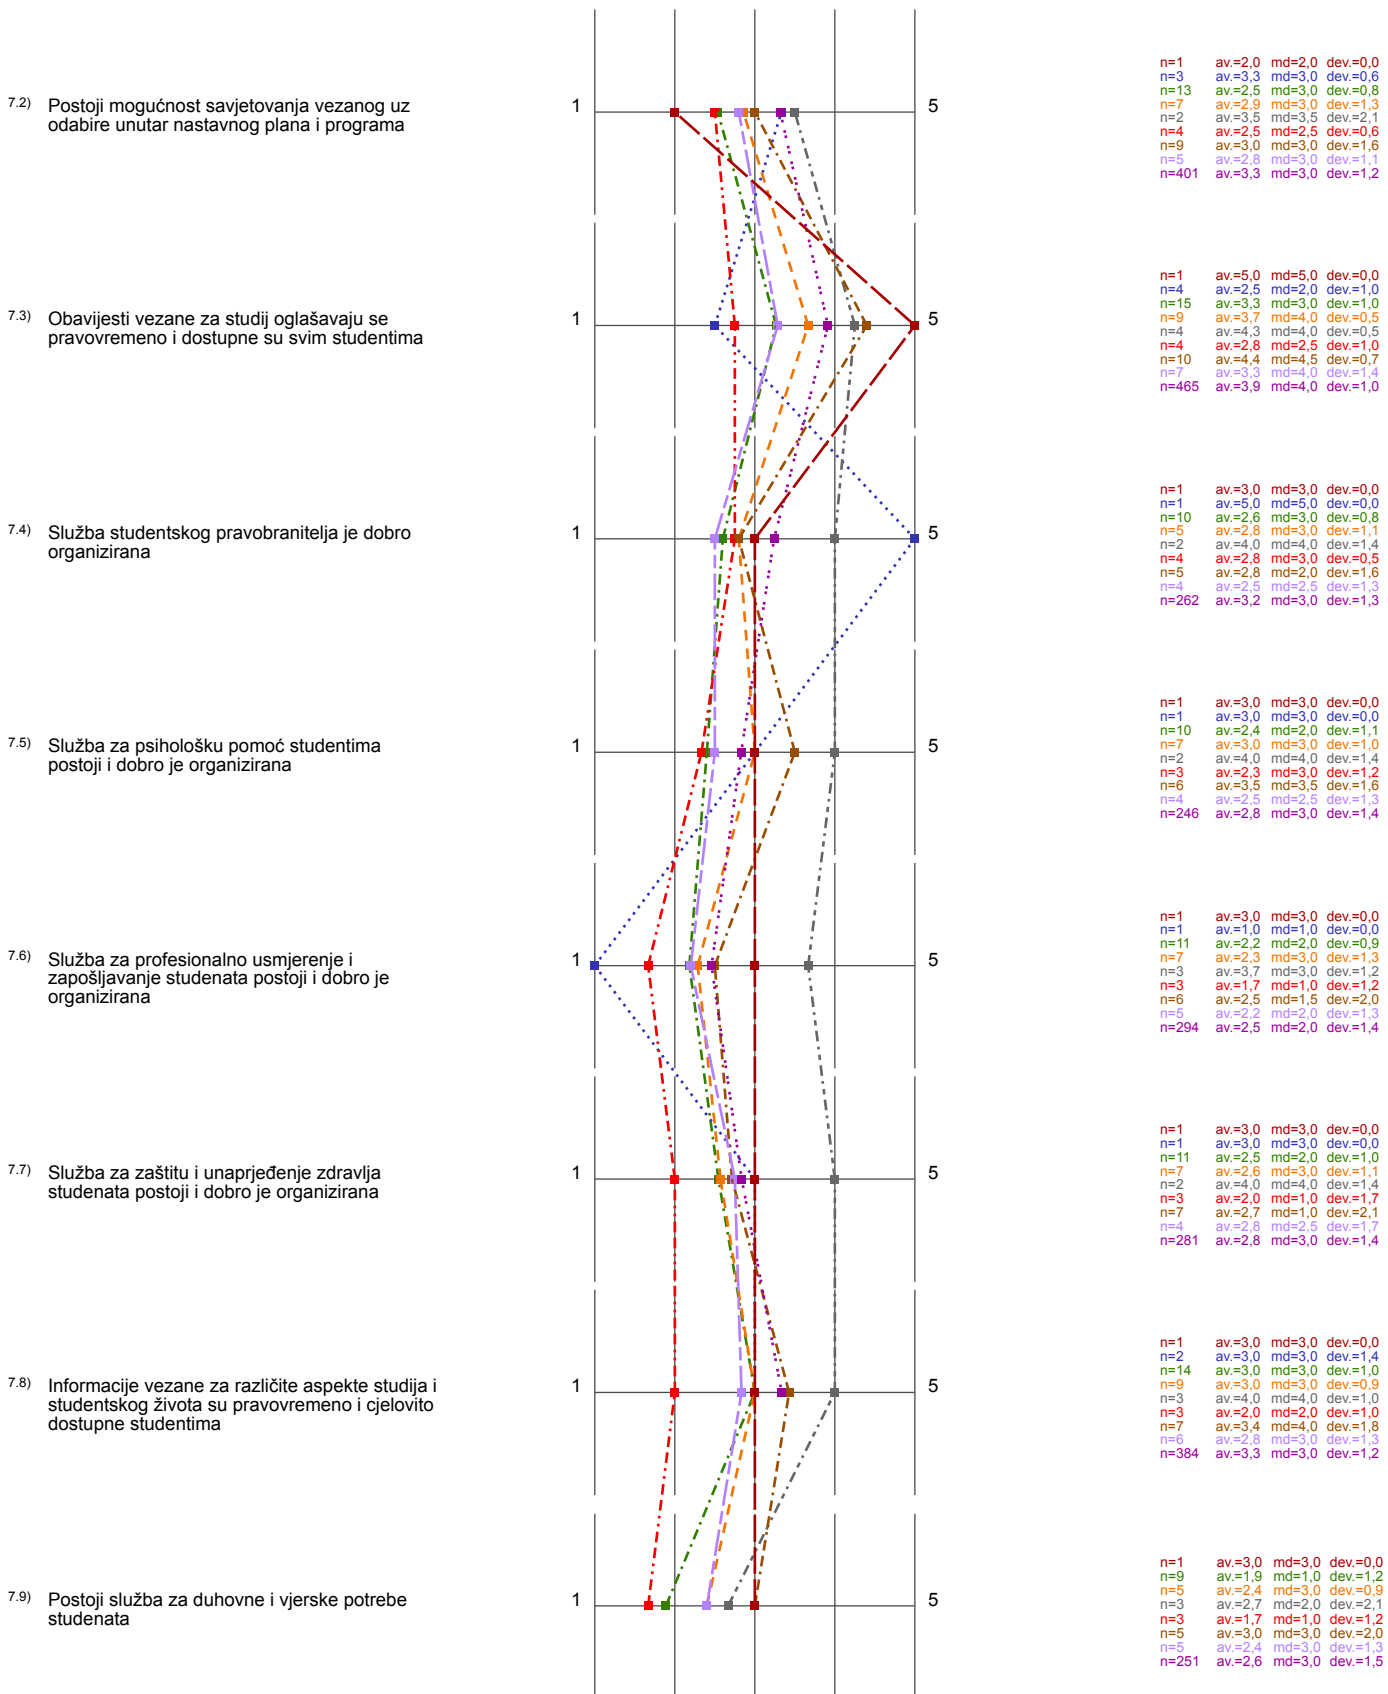 7.2) Postoji mogućnost savjetovanja vezanog uz
odabire unutar nastavnog plana i programa
1
5
n=1 av.=2,0 md=2,0 dev.=0,0
n=3 av.=3,3 md=3,0 dev.=0,6
n=13 av.=2,5 md=3,0 dev.=0,8
n=7 av.=2,9 md=3,0 dev.=1,3
n=2 av.=3,5 md=3,5 dev.=2,1
n=4 av.=2,5 md=2,5 dev.=0,6
n=9 av.=3,0 md=3,0 dev.=1,6
n=5 av.=2,8 md=3,0 dev.=1,1
n=401 av.=3,3 md=3,0 dev.=1,2
7.3) Obavijesti vezane za studij oglašavaju se
pravovremeno i dostupne su svim studentima
1
5
n=1 av.=5,0 md=5,0 dev.=0,0
n=4 av.=2,5 md=2,0 dev.=1,0
n=15 av.=3,3 md=3,0 dev.=1,0
n=9 av.=3,7 md=4,0 dev.=0,5
n=4 av.=4,3 md=4,0 dev.=0,5
n=4 av.=2,8 md=2,5 dev.=1,0
n=10 av.=4,4 md=4,5 dev.=0,7
n=7 av.=3,3 md=4,0 dev.=1,4
n=465 av.=3,9 md=4,0 dev.=1,0
7.4) Služba studentskog pravobranitelja je dobro
organizirana
1
5
n=1 av.=3,0 md=3,0 dev.=0,0
n=1 av.=5,0 md=5,0 dev.=0,0
n=10 av.=2,6 md=3,0 dev.=0,8
n=5 av.=2,8 md=3,0 dev.=1,1
n=2 av.=4,0 md=4,0 dev.=1,4
n=4 av.=2,8 md=3,0 dev.=0,5
n=5 av.=2,8 md=2,0 dev.=1,6
n=4 av.=2,5 md=2,5 dev.=1,3
n=262 av.=3,2 md=3,0 dev.=1,3
7.5) Služba za psihološku pomoć studentima
postoji i dobro je organizirana
1
5
n=1 av.=3,0 md=3,0 dev.=0,0
n=1 av.=3,0 md=3,0 dev.=0,0
n=10 av.=2,4 md=2,0 dev.=1,1
n=7 av.=3,0 md=3,0 dev.=1,0
n=2 av.=4,0 md=4,0 dev.=1,4
n=3 av.=2,3 md=3,0 dev.=1,2
n=6 av.=3,5 md=3,5 dev.=1,6
n=4 av.=2,5 md=2,5 dev.=1,3
n=246 av.=2,8 md=3,0 dev.=1,4
7.6) Služba za profesionalno usmjerenje i
zapošljavanje studenata postoji i dobro je
organizirana
1
5
n=1 av.=3,0 md=3,0 dev.=0,0
n=1 av.=1,0 md=1,0 dev.=0,0
n=11 av.=2,2 md=2,0 dev.=0,9
n=7 av.=2,3 md=3,0 dev.=1,3
n=3 av.=3,7 md=3,0 dev.=1,2
n=3 av.=1,7 md=1,0 dev.=1,2
n=6 av.=2,5 md=1,5 dev.=2,0
n=5 av.=2,2 md=2,0 dev.=1,3
n=294 av.=2,5 md=2,0 dev.=1,4
7.7) Služba za zaštitu i unaprjeđenje zdravlja
studenata postoji i dobro je organizirana
1
5
n=1 av.=3,0 md=3,0 dev.=0,0
n=1 av.=3,0 md=3,0 dev.=0,0
n=11 av.=2,5 md=2,0 dev.=1,0
n=7 av.=2,6 md=3,0 dev.=1,1
n=2 av.=4,0 md=4,0 dev.=1,4
n=3 av.=2,0 md=1,0 dev.=1,7
n=7 av.=2,7 md=1,0 dev.=2,1
n=4 av.=2,8 md=2,5 dev.=1,7
n=281 av.=2,8 md=3,0 dev.=1,4
7.8) Informacije vezane za različite aspekte studija i
studentskog života su pravovremeno i cjelovito
dostupne studentima
1
5
n=1 av.=3,0 md=3,0 dev.=0,0
n=2 av.=3,0 md=3,0 dev.=1,4
n=14 av.=3,0 md=3,0 dev.=1,0
n=9 av.=3,0 md=3,0 dev.=0,9
n=3 av.=4,0 md=4,0 dev.=1,0
n=3 av.=2,0 md=2,0 dev.=1,0
n=7 av.=3,4 md=4,0 dev.=1,8
n=6 av.=2,8 md=3,0 dev.=1,3
n=384 av.=3,3 md=3,0 dev.=1,2
7.9) Postoji služba za duhovne i vjerske potrebe
studenata
1
5
n=1 av.=3,0 md=3,0 dev.=0,0
n=9 av.=1,9 md=1,0 dev.=1,2
n=5 av.=2,4 md=3,0 dev.=0,9
n=3 av.=2,7 md=2,0 dev.=2,1
n=3 av.=1,7 md=1,0 dev.=1,2
n=5 av.=3,0 md=3,0 dev.=2,0
n=5 av.=2,4 md=3,0 dev.=1,3
n=251 av.=2,6 md=3,0 dev.=1,5